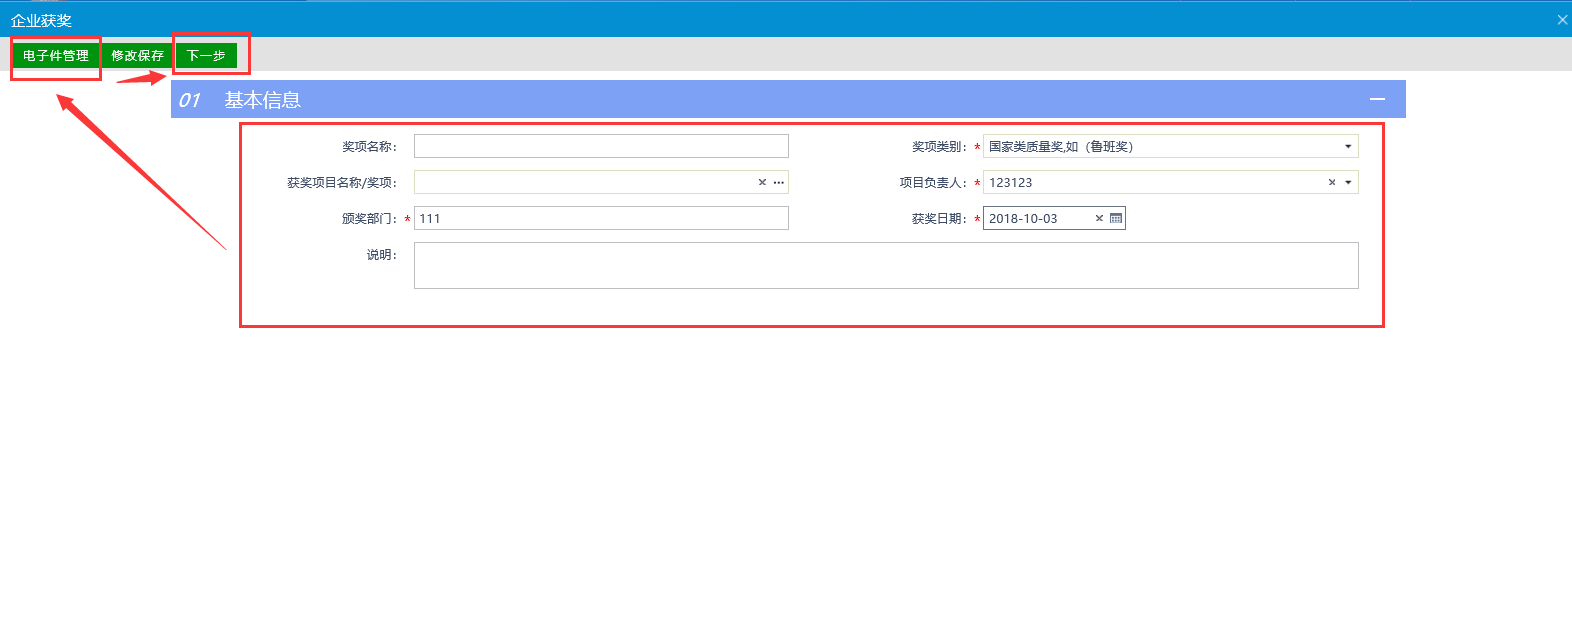 企业获奖
电子件管理 修改保存 下一步
01 基本信息
奖项名称： 奖项类别：* 国家类质量奖,如（鲁班奖）
获奖项目名称/奖项： 项目负责人：* 123123
颁奖部门：* 111 获奖日期：* 2018-10-03
说明：